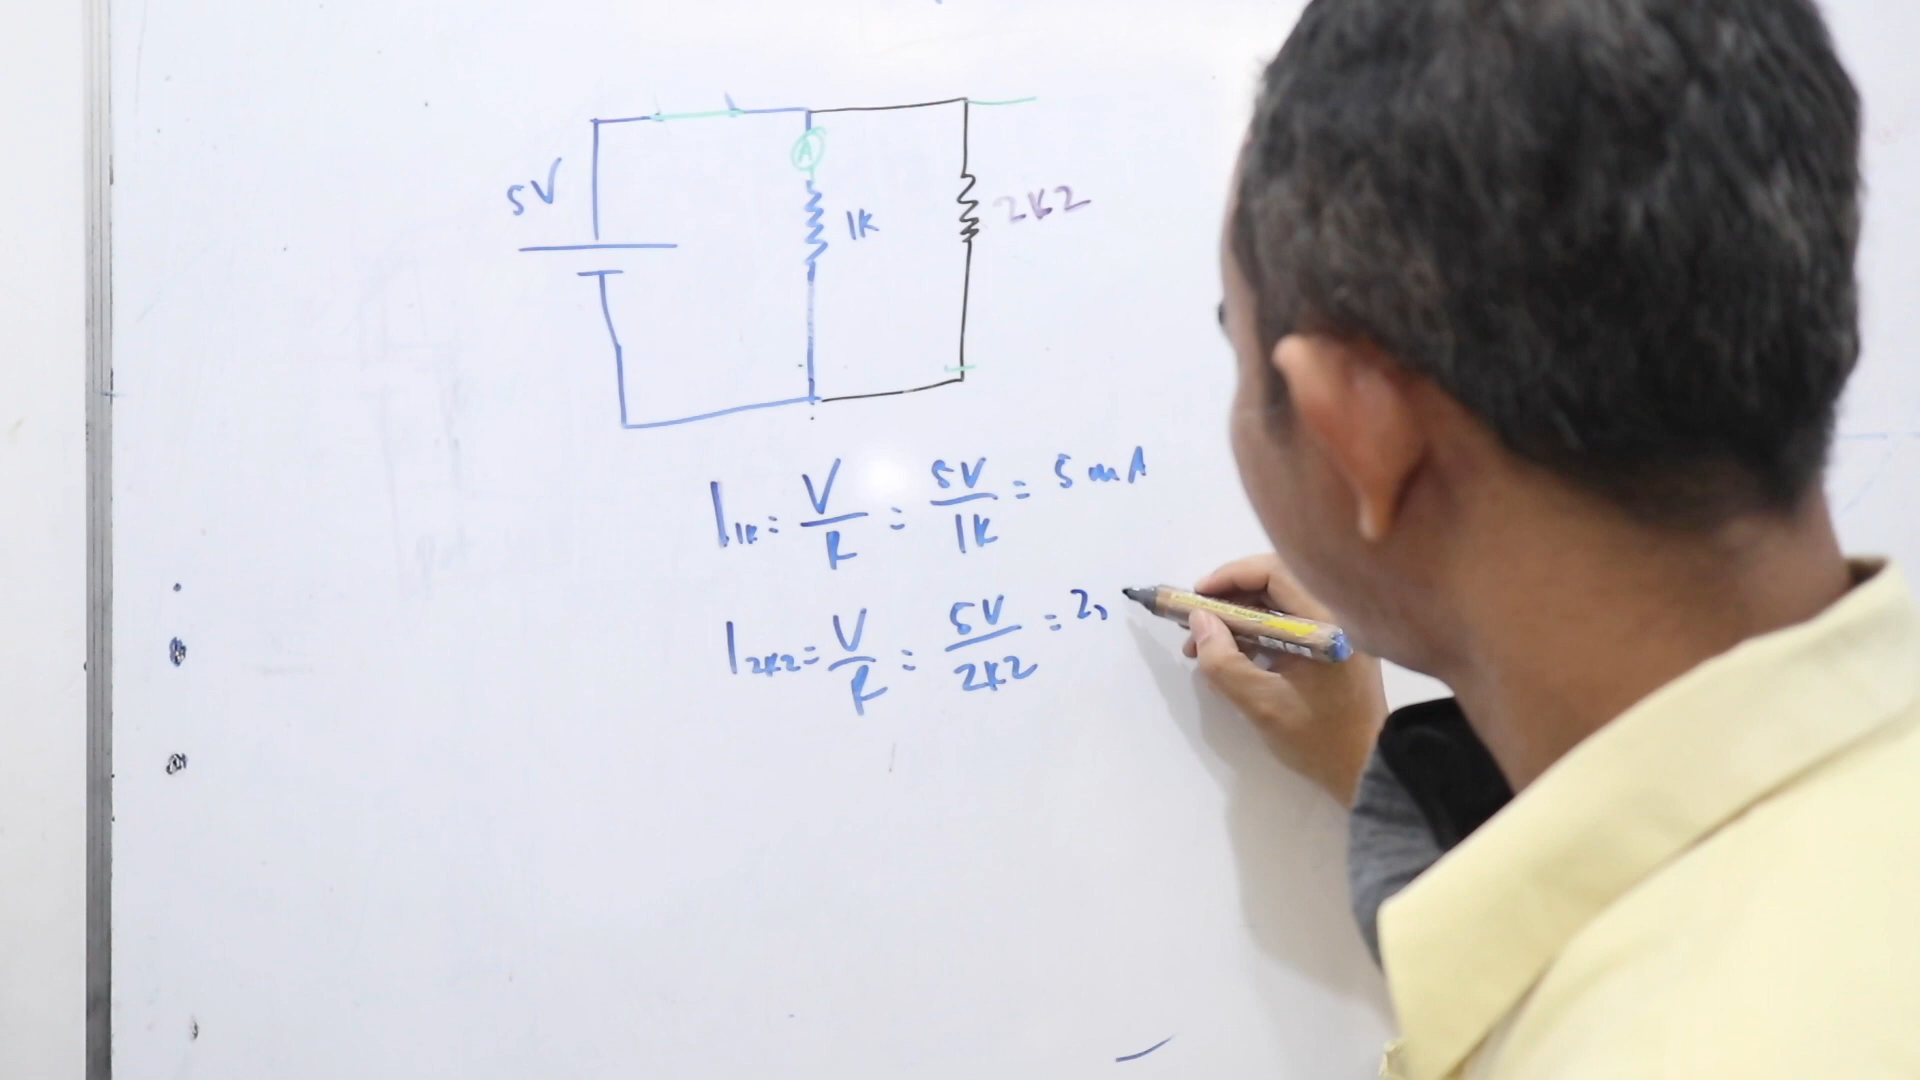 5V
A
1K
2K2
I1K = V/R = 5V/1K = 5 mA
I2K2 = V/R = 5V/2K2 = 2,